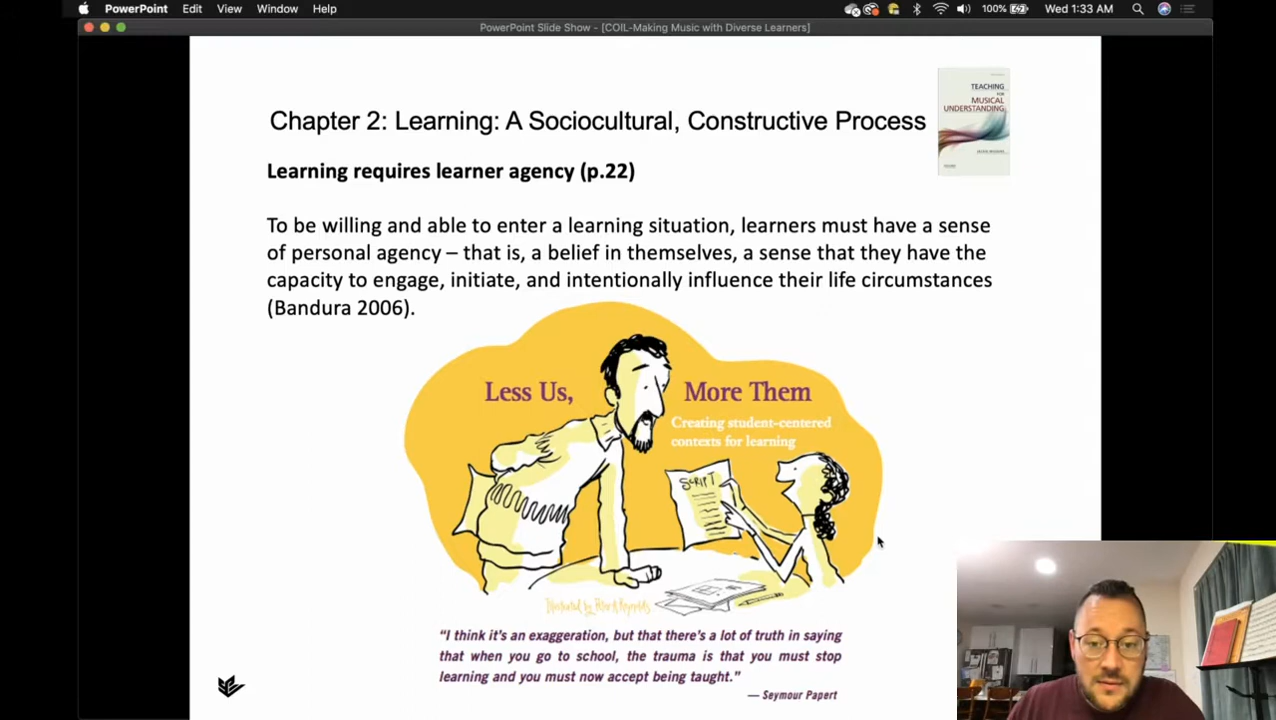 PowerPoint Edit View Window Help 100% Wed 1:33 AM
PowerPoint Slide Show - [COIL-Making Music with Diverse Learners]
TEACHING
FOR
MUSICAL
UNDERSTANDING
Chapter 2: Learning: A Sociocultural, Constructive Process
Learning requires learner agency (p.22)
To be willing and able to enter a learning situation, learners must have a sense
of personal agency – that is, a belief in themselves, a sense that they have the
capacity to engage, initiate, and intentionally influence their life circumstances
(Bandura 2006).
Less Us, More Them
Creating student-centered
contexts for learning
SCRIPT
Illustrated by Peter H. Reynolds
“I think it’s an exaggeration, but that there’s a lot of truth in saying
that when you go to school, the trauma is that you must stop
learning and you must now accept being taught.”
— Seymour Papert